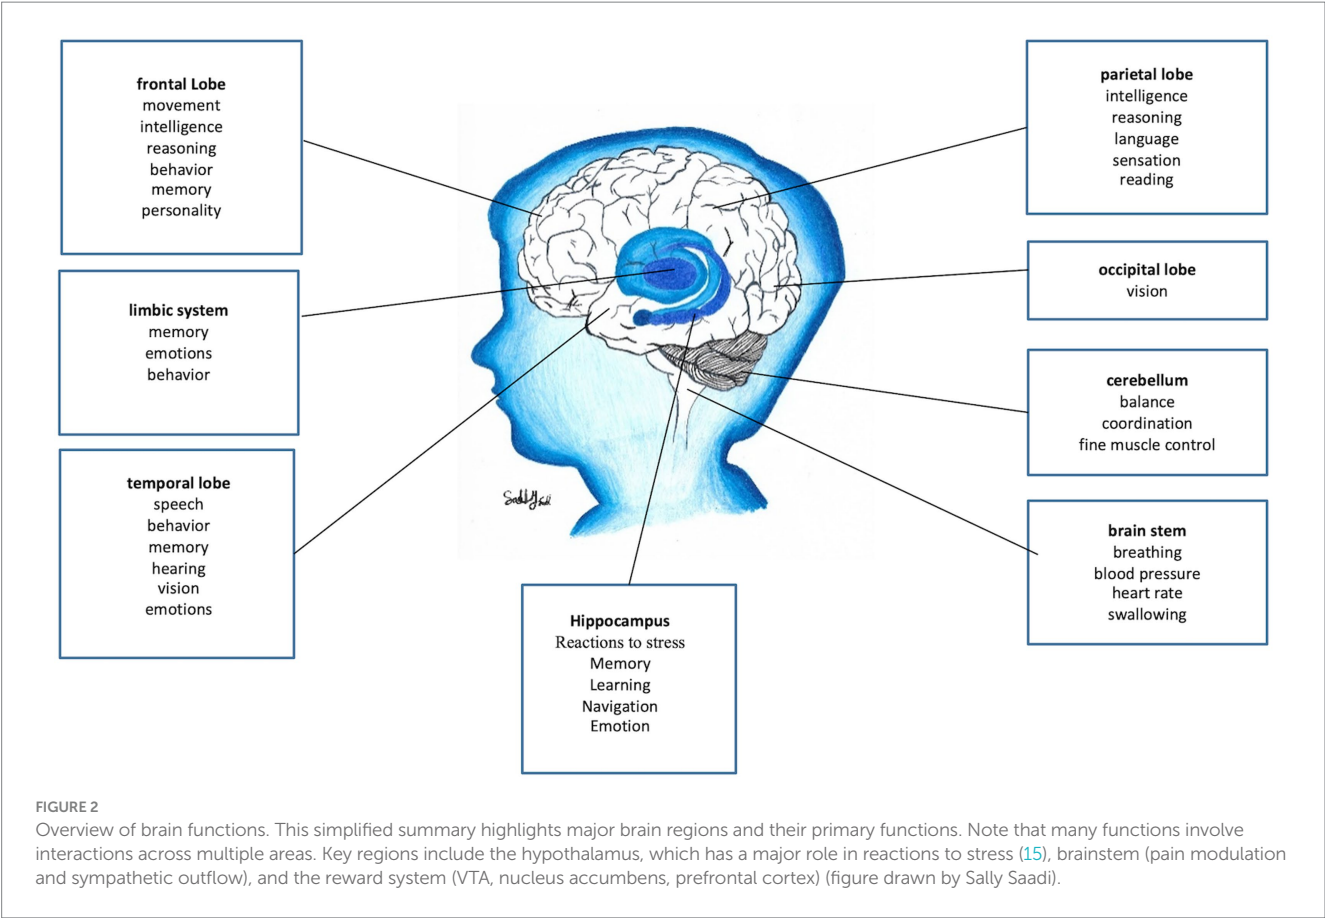 frontal Lobe
movement
intelligence
reasoning
behavior
memory
personality
limbic system
memory
emotions
behavior
temporal lobe
speech
behavior
memory
hearing
vision
emotions
parietal lobe
intelligence
reasoning
language
sensation
reading
occipital lobe
vision
cerebellum
balance
coordination
fine muscle control
brain stem
breathing
blood pressure
heart rate
swallowing
Hippocampus
Reactions to stress
Memory
Learning
Navigation
Emotion
FIGURE 2
Overview of brain functions. This simplified summary highlights major brain regions and their primary functions. Note that many functions involve
interactions across multiple areas. Key regions include the hypothalamus, which has a major role in reactions to stress (15), brainstem (pain modulation
and sympathetic outflow), and the reward system (VTA, nucleus accumbens, prefrontal cortex) (figure drawn by Sally Saadi).